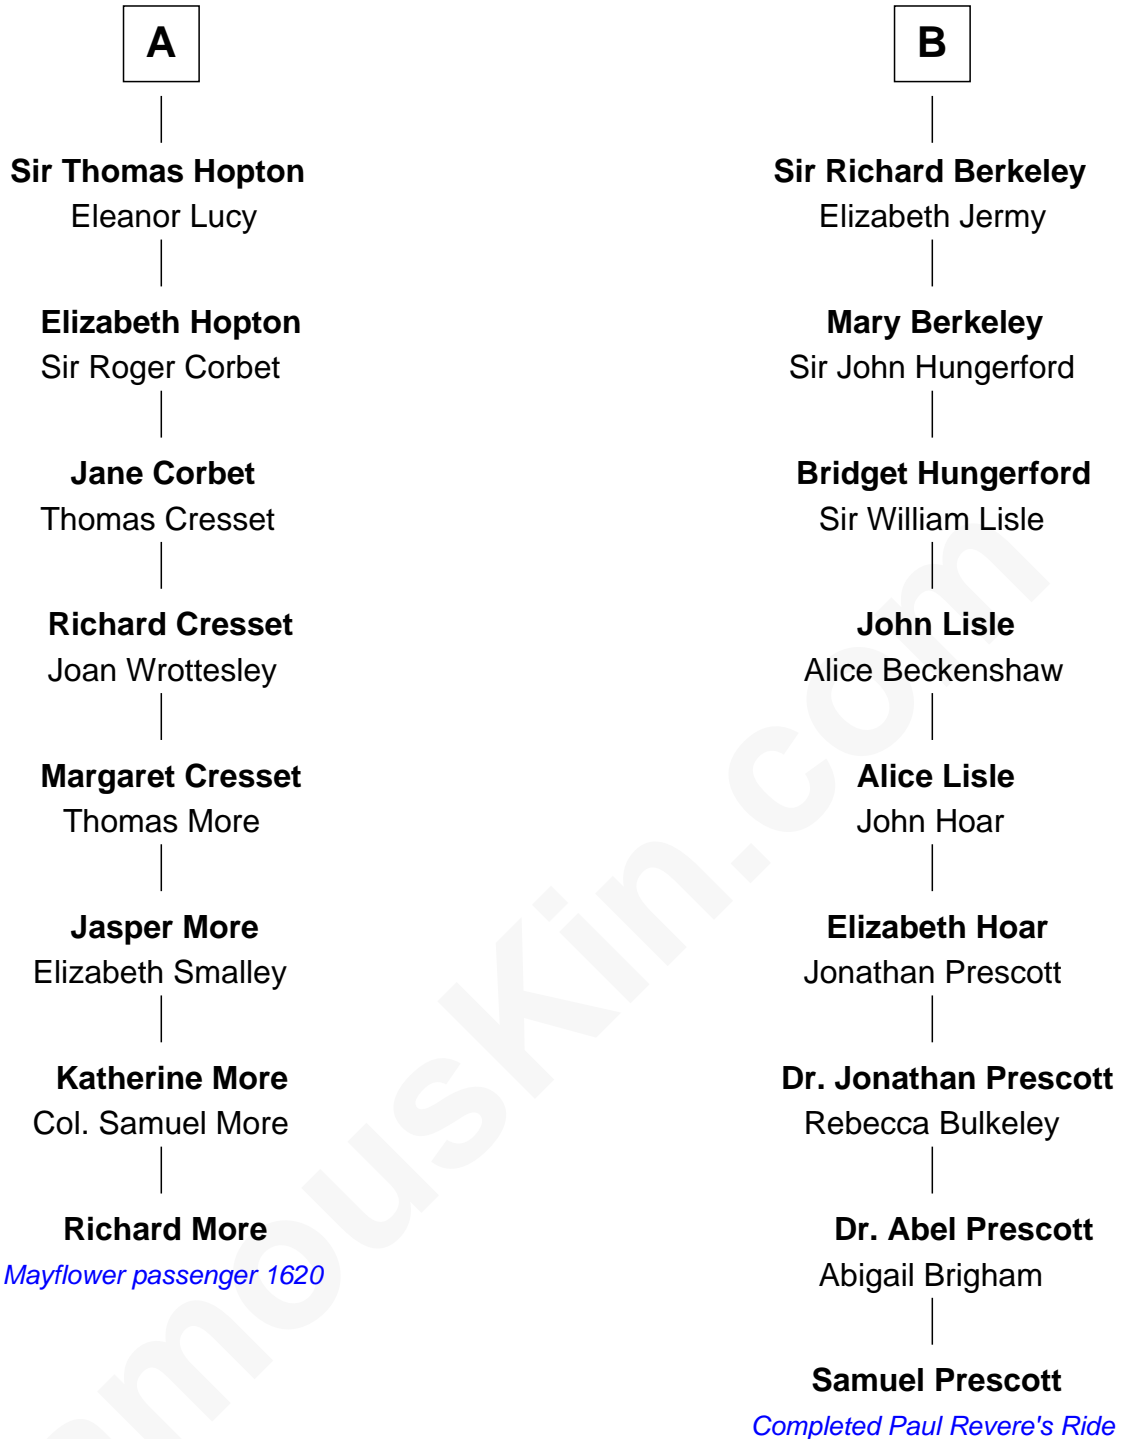 A
Sir Thomas Hopton
Eleanor Lucy
Elizabeth Hopton
Sir Roger Corbet
Jane Corbet
Thomas Cresset
Richard Cresset
Joan Wrottesley
Margaret Cresset
Thomas More
Jasper More
Elizabeth Smalley
Katherine More
Col. Samuel More
Richard More
Mayflower passenger 1620
B
Sir Richard Berkeley
Elizabeth Jermy
Mary Berkeley
Sir John Hungerford
Bridget Hungerford
Sir William Lisle
John Lisle
Alice Beckenshaw
Alice Lisle
John Hoar
Elizabeth Hoar
Jonathan Prescott
Dr. Jonathan Prescott
Rebecca Bulkeley
Dr. Abel Prescott
Abigail Brigham
Samuel Prescott
Completed Paul Revere's Ride
amousKin.com